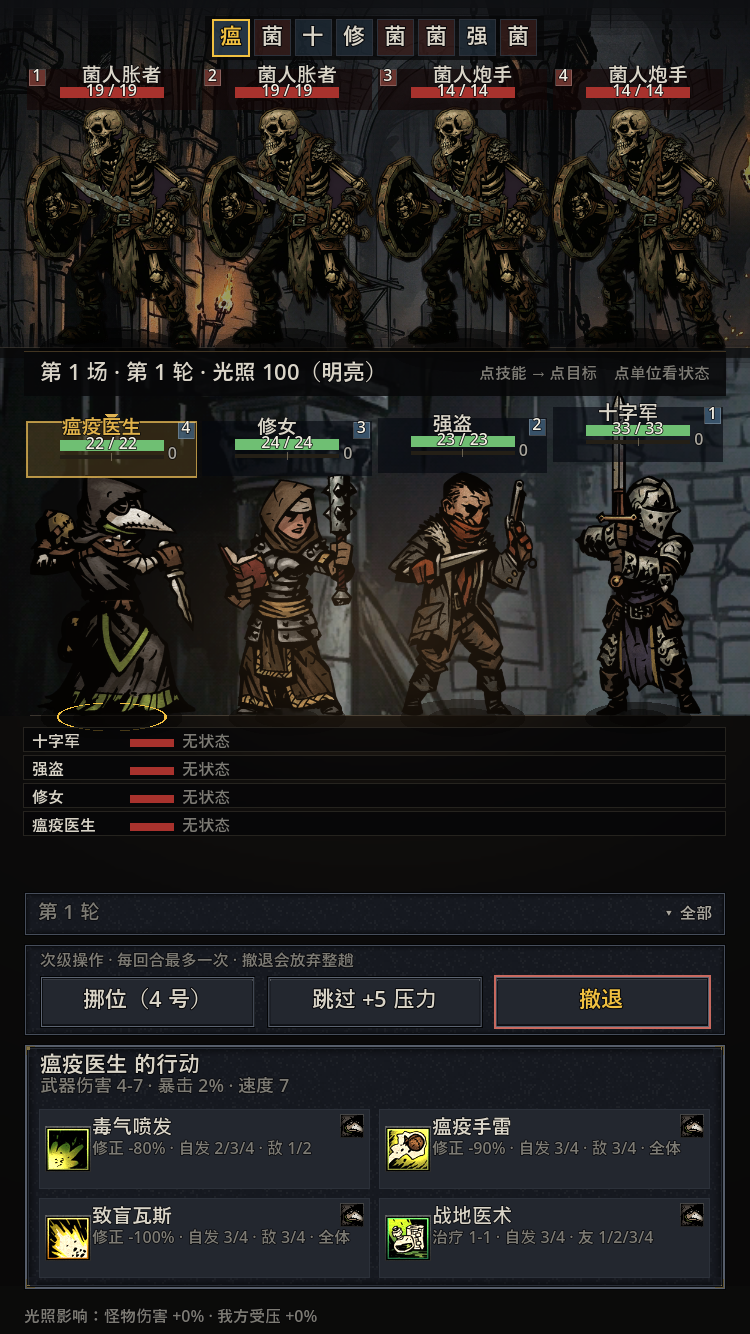 瘟 菌 十 修 菌 菌 强 菌
1 菌人胀者 2 菌人胀者 3 菌人炮手 4 菌人炮手
19 / 19 19 / 19 14 / 14 14 / 14
第 1 场 · 第 1 轮 · 光照 100（明亮） 点技能 → 点目标 点单位看状态
瘟疫医生 4 修女 3 强盗 2 十字军 1
22 / 22 0 24 / 24 0 23 / 23 0 33 / 33 0
十字军 无状态
强盗 无状态
修女 无状态
瘟疫医生 无状态
第 1 轮 ▾ 全部
次级操作 · 每回合最多一次 · 撤退会放弃整趟
挪位（4 号） 跳过 +5 压力 撤退
瘟疫医生 的行动
武器伤害 4-7 · 暴击 2% · 速度 7
毒气喷发
修正 -80% · 自发 2/3/4 · 敌 1/2
瘟疫手雷
修正 -90% · 自发 3/4 · 敌 3/4 · 全体
致盲瓦斯
修正 -100% · 自发 3/4 · 敌 3/4 · 全体
战地医术
治疗 1-1 · 自发 3/4 · 友 1/2/3/4
光照影响：怪物伤害 +0% · 我方受压 +0%